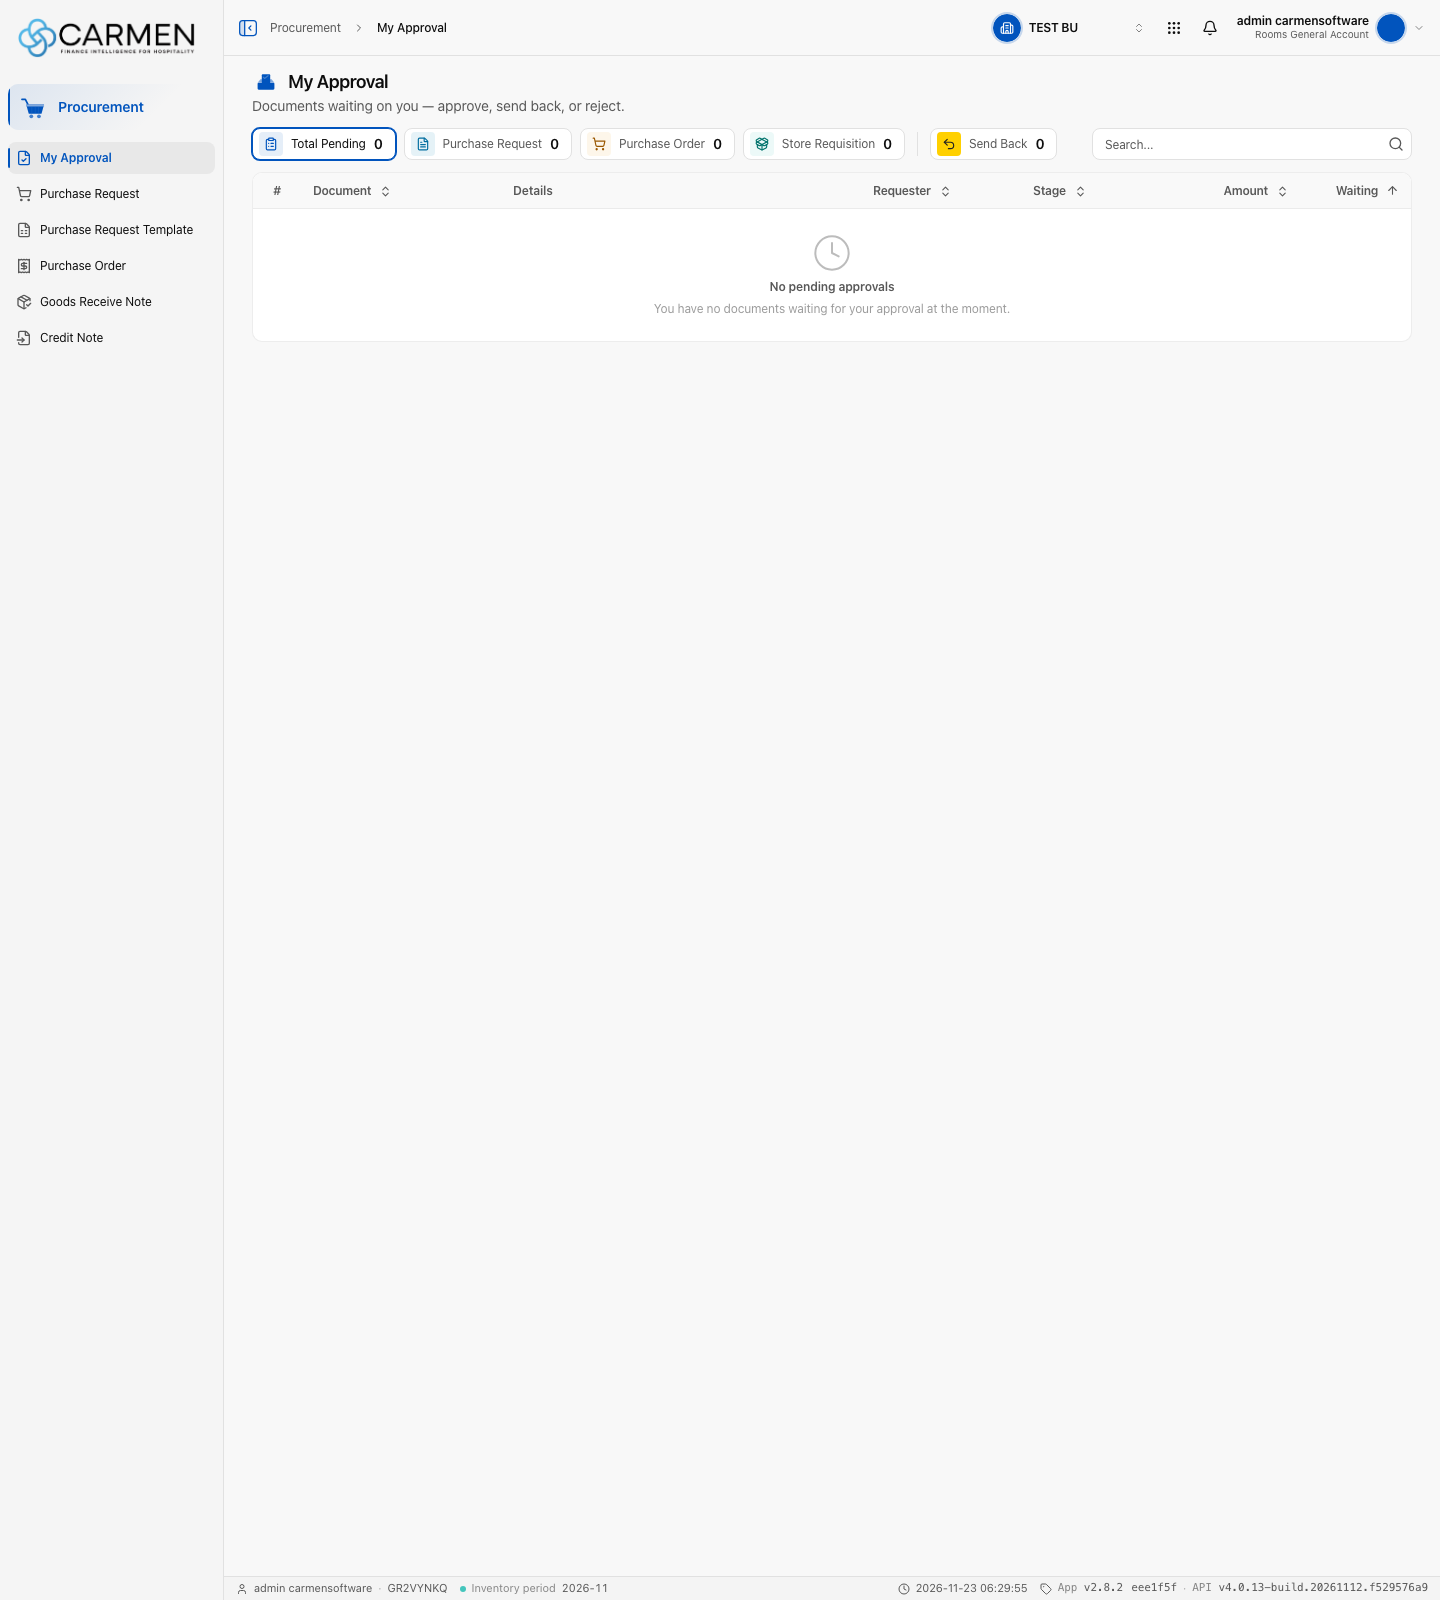 CARMEN
FINANCE INTELLIGENCE FOR HOSPITALITY
Procurement
My Approval
Purchase Request
Purchase Request Template
Purchase Order
Goods Receive Note
Credit Note
Procurement > My Approval
TEST BU
admin carmensoftware
Rooms General Account
My Approval
Documents waiting on you — approve, send back, or reject.
Total Pending 0 Purchase Request 0 Purchase Order 0 Store Requisition 0 Send Back 0 Search...
# Document Details Requester Stage Amount Waiting
No pending approvals
You have no documents waiting for your approval at the moment.
admin carmensoftware · GR2VYNKQ Inventory period 2026-11 2026-11-23 06:29:55 App v2.8.2 eee1f5f · API v4.0.13-build.20261112.f529576a9